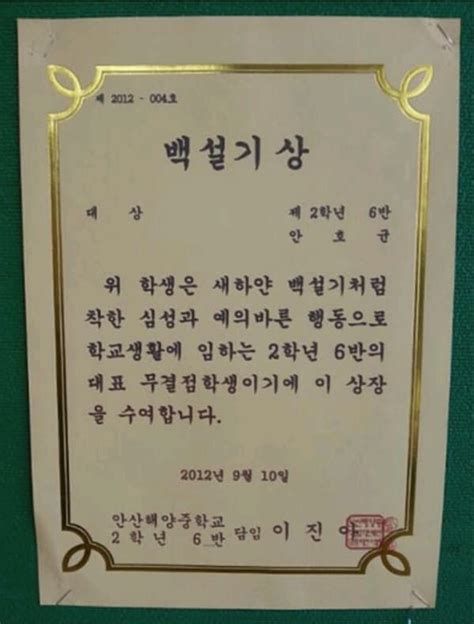 제 2012 - 004호
백설기상
대 상 제 2학년 6반
안 호 균
위 학생은 새하얀 백설기처럼
착한 심성과 예의바른 행동으로
학교생활에 임하는 2학년 6반의
대표 무결점학생이기에 이 상장
을 수여합니다.
2012년 9월 10일
안산해양중학교
2 학 년 6 반 담임 이 진 아